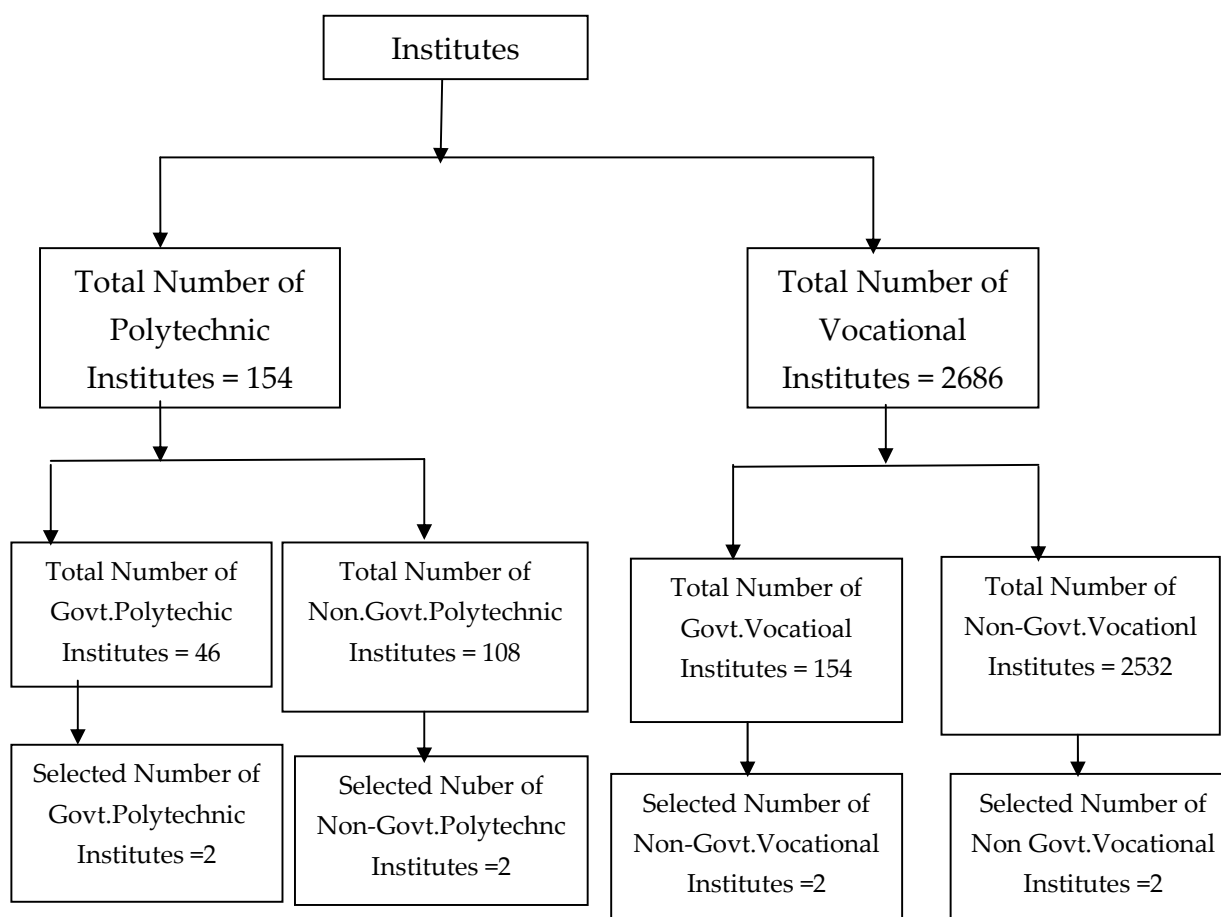 Institutes
Total Number of
Polytechnic
Institutes = 154
Total Number of
Vocational
Institutes = 2686
Total Number of
Govt.Polytechic
Institutes = 46
Total Number of
Non.Govt.Polytechnic
Institutes = 108
Total Number of
Govt.Vocatioal
Institutes = 154
Total Number of
Non-Govt.Vocationl
Institutes = 2532
Selected Number of
Govt.Polytechnic
Institutes =2
Selected Nuber of
Non-Govt.Polytechnc
Institutes =2
Selected Number of
Non-Govt.Vocational
Institutes =2
Selected Number of
Non Govt.Vocational
Institutes =2